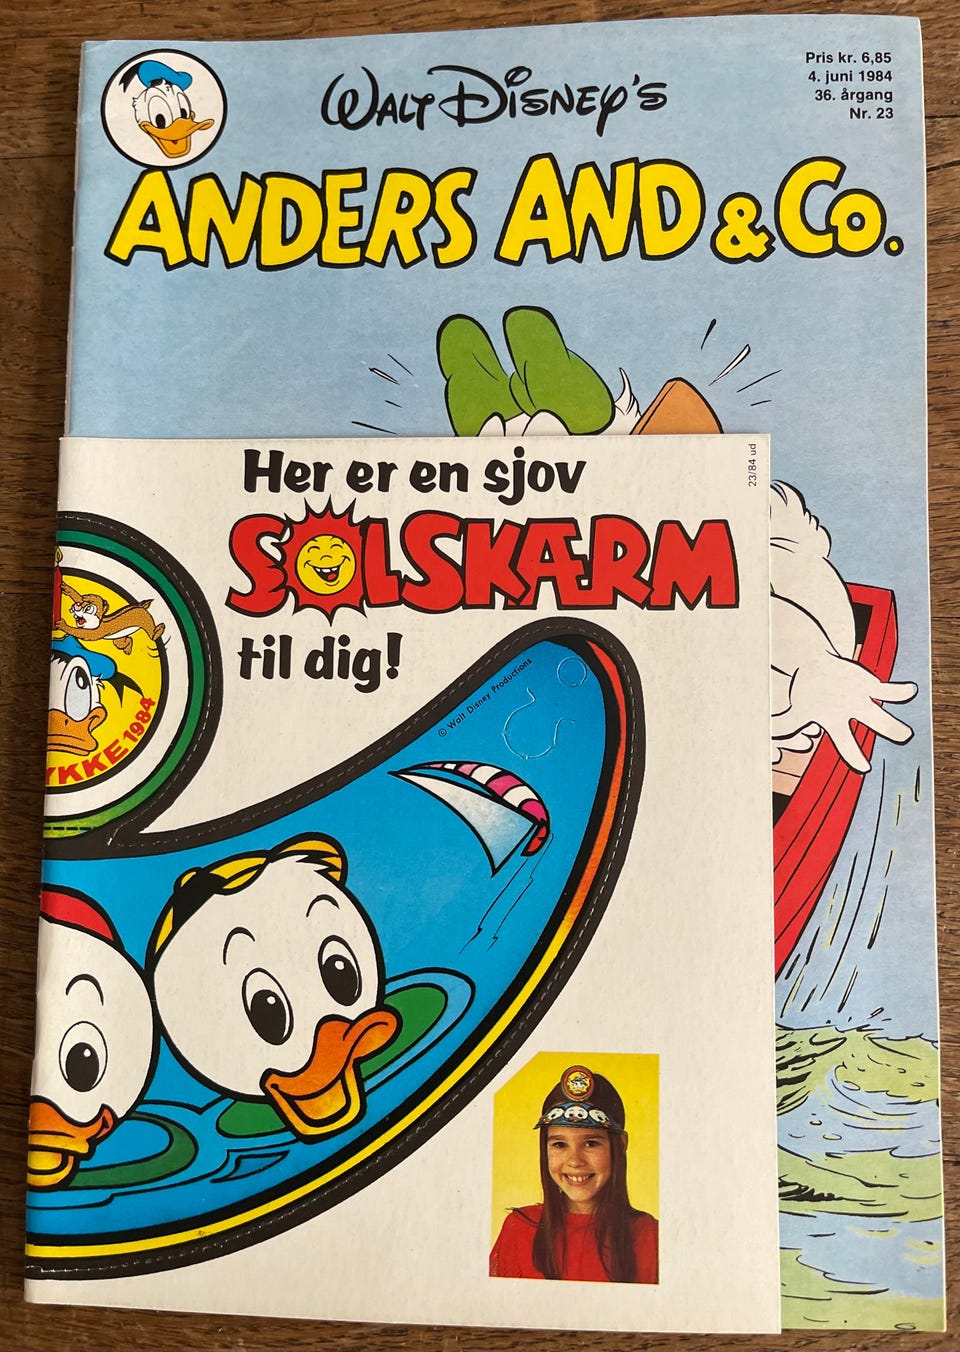 Walt Disney's
Pris kr. 6,85
4. juni 1984
36. årgang
Nr. 23
ANDERS AND & Co.
23/84 ud
Her er en sjov
SOLSKÆRM
til dig!
© Walt Disney Productions
YKKE 1984